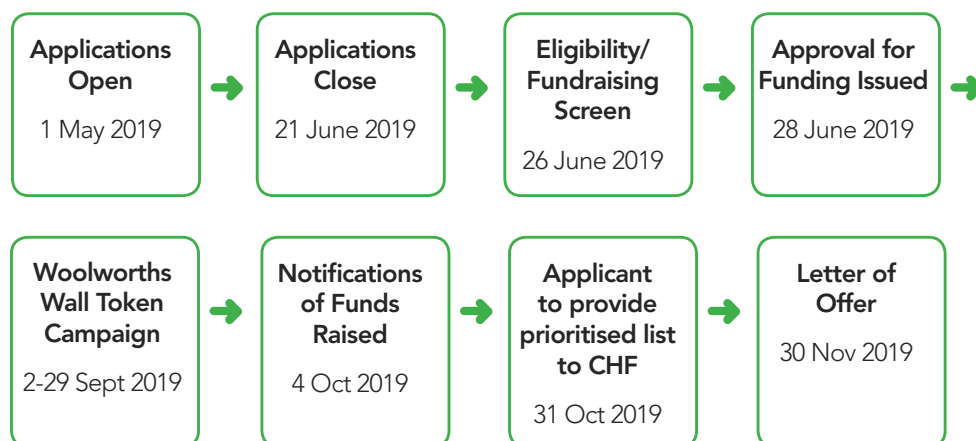 Applications
Open
1 May 2019
Applications
Close
21 June 2019
Eligibility/
Fundraising
Screen
26 June 2019
Approval for
Funding Issued
28 June 2019
Woolworths
Wall Token
Campaign
2-29 Sept 2019
Notifications
of Funds
Raised
4 Oct 2019
Applicant
to provide
prioritised list
to CHF
31 Oct 2019
Letter of
Offer
30 Nov 2019